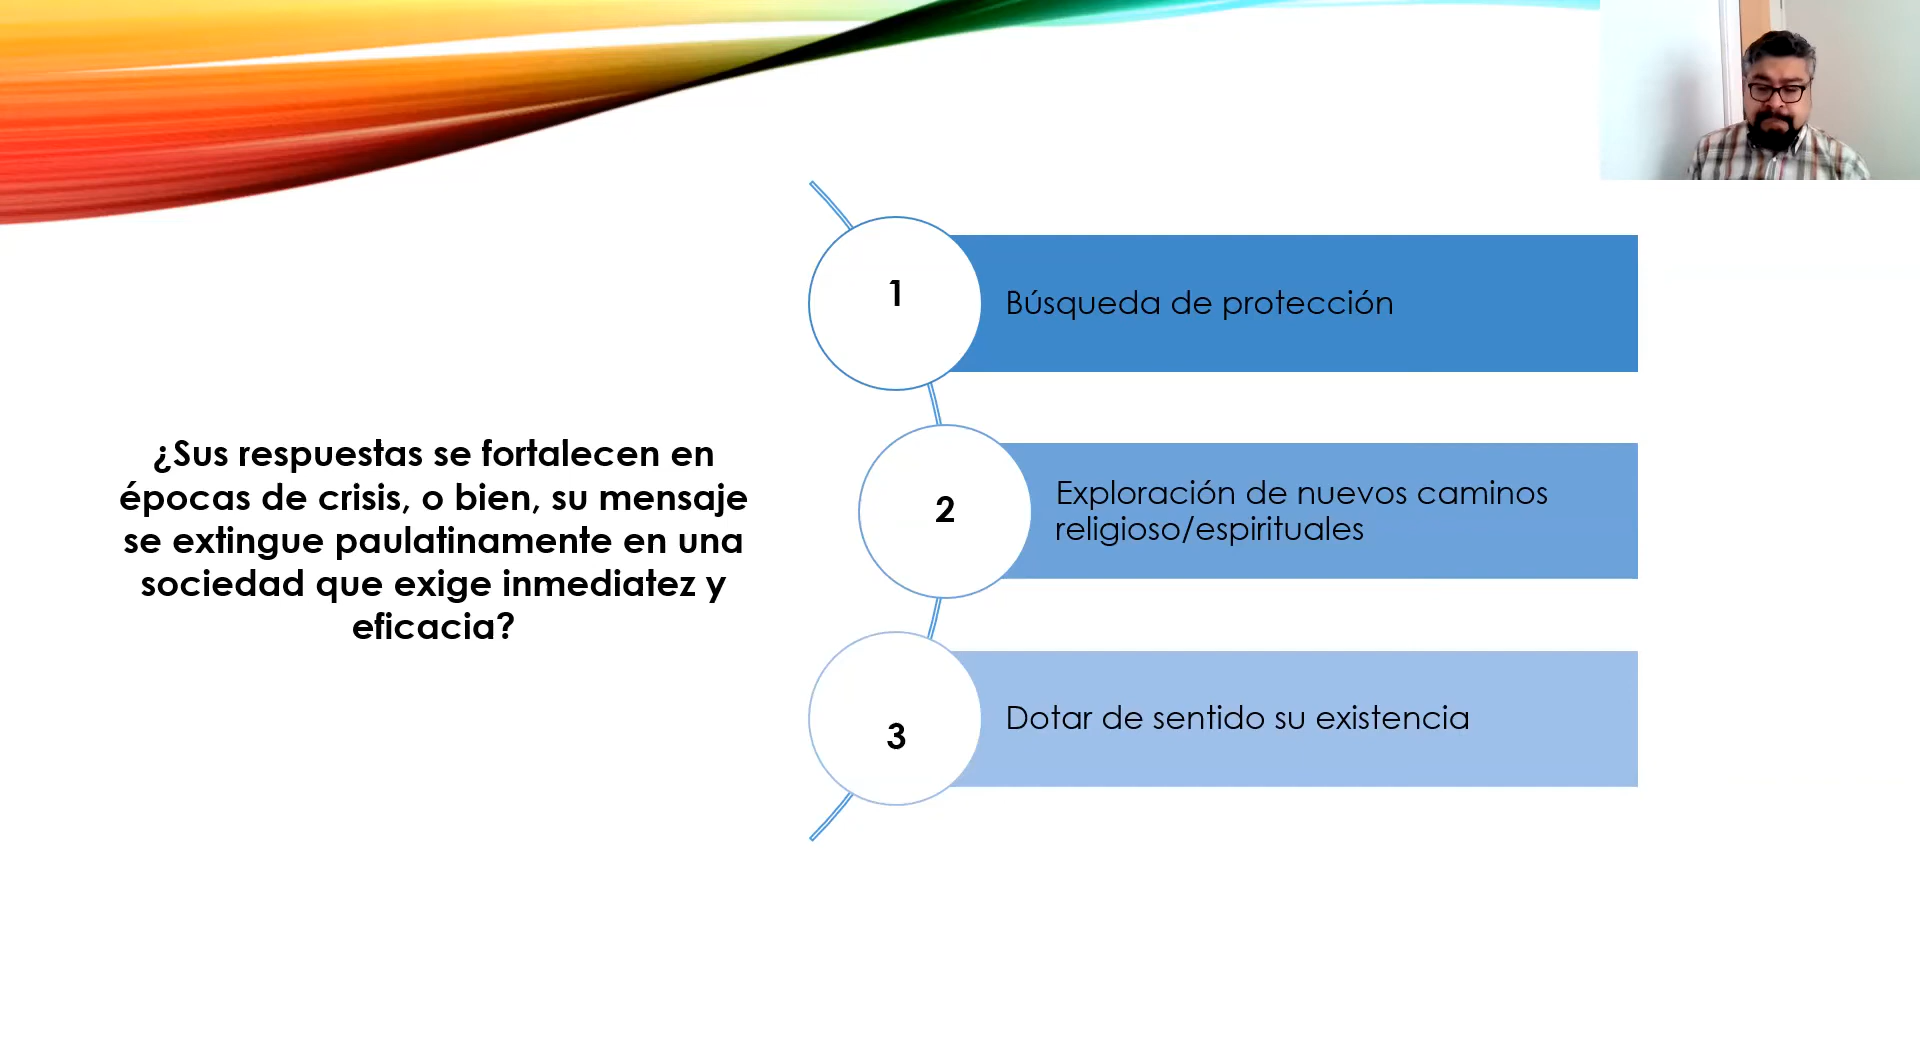 ¿Sus respuestas se fortalecen en
épocas de crisis, o bien, su mensaje
se extingue paulatinamente en una
sociedad que exige inmediatez y
eficacia?
1
Búsqueda de protección
2
Exploración de nuevos caminos
religioso/espirituales
3
Dotar de sentido su existencia